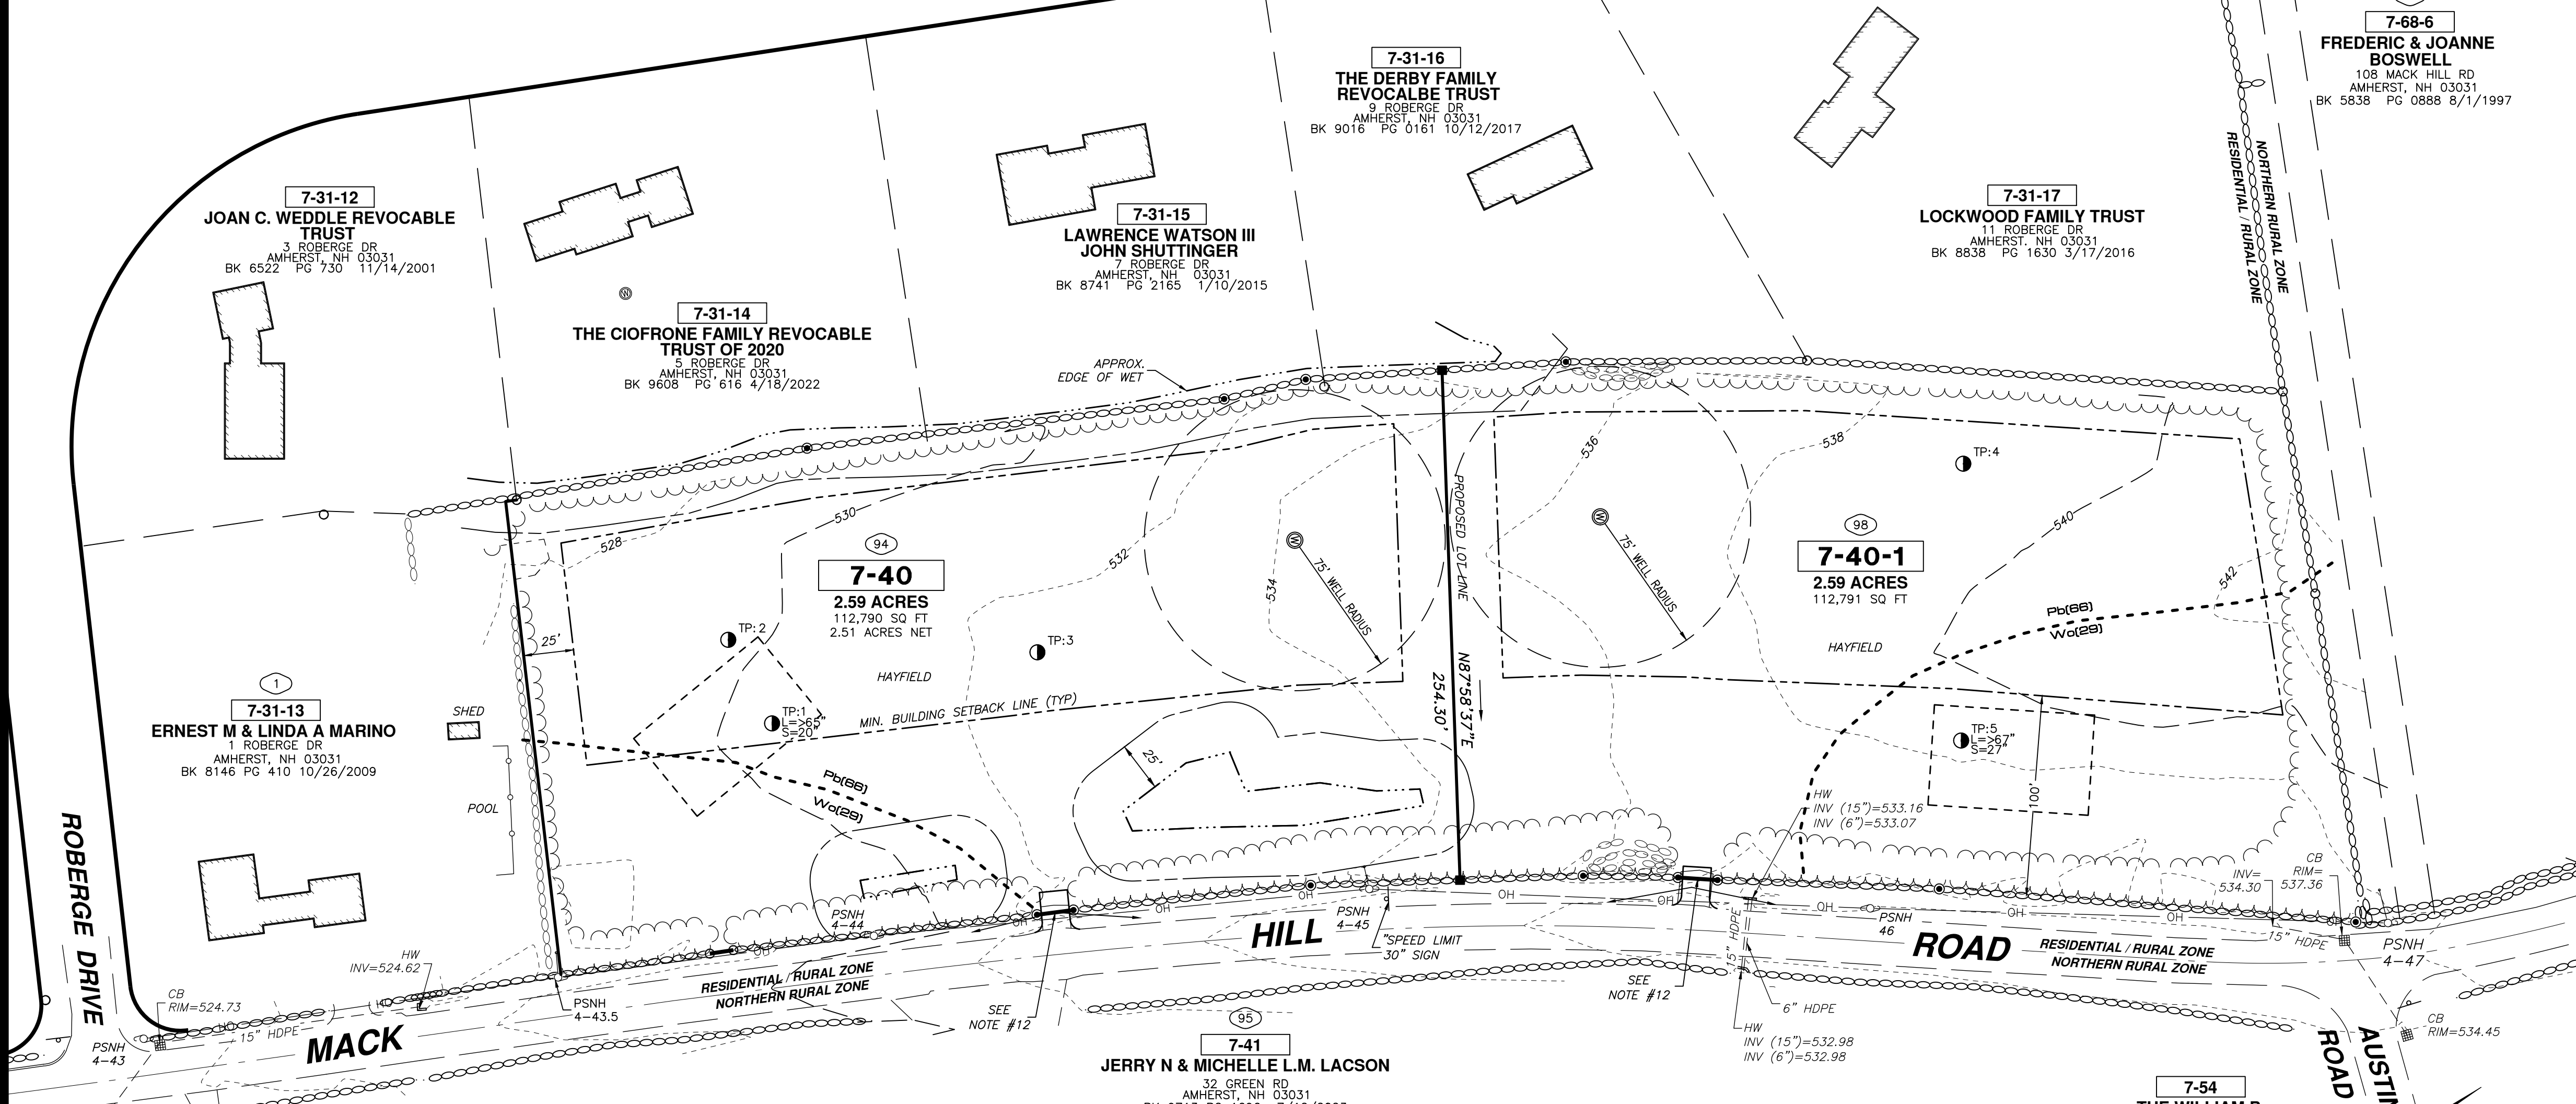 7-68-6
FREDERIC & JOANNE
BOSWELL
108 MACK HILL RD
AMHERST, NH 03031
BK 5838 PG 0888 8/1/1997
7-31-16
THE DERBY FAMILY
REVOCALBE TRUST
9 ROBERGE DR
AMHERST, NH 03031
BK 9016 PG 0161 10/12/2017
NORTHERN RURAL ZONE
RESIDENTIAL / RURAL ZONE
7-31-12
JOAN C. WEDDLE REVOCABLE
TRUST
3 ROBERGE DR
AMHERST, NH 03031
BK 6522 PG 730 11/14/2001
7-31-15
LAWRENCE WATSON III
JOHN SHUTTINGER
7 ROBERGE DR
AMHERST, NH 03031
BK 8741 PG 2165 1/10/2015
7-31-17
LOCKWOOD FAMILY TRUST
11 ROBERGE DR
AMHERST. NH 03031
BK 8838 PG 1630 3/17/2016
W
7-31-14
THE CIOFRONE FAMILY REVOCABLE
TRUST OF 2020
5 ROBERGE DR
AMHERST, NH 03031
BK 9608 PG 616 4/18/2022
APPROX.
EDGE OF WET
528
530
532
534
536
538
540
542
TP:4
94
7-40
2.59 ACRES
112,790 SQ FT
2.51 ACRES NET
HAYFIELD
W
75' WELL RADIUS
PROPOSED LOT LINE
N87°58'37"E
254.30'
W
75' WELL RADIUS
98
7-40-1
2.59 ACRES
112,791 SQ FT
HAYFIELD
Pb(66)
Wo(29)
25'
TP:2
TP:3
TP:1
L=>65"
S=20"
MIN. BUILDING SETBACK LINE (TYP)
TP:5
L=>67"
S=27"
100'
1
7-31-13
ERNEST M & LINDA A MARINO
1 ROBERGE DR
AMHERST, NH 03031
BK 8146 PG 410 10/26/2009
SHED
POOL
Pb(66)
Wo(29)
25'
HW
INV (15")=533.16
INV (6")=533.07
CB
RIM=
537.36
INV=
534.30
15" HDPE
PSNH
4-47
ROBERGE DRIVE
HW
INV=524.62
CB
RIM=524.73
15" HDPE
PSNH
4-43
MACK
HILL
ROAD
PSNH
4-43.5
PSNH
4-44
PSNH
4-45
PSNH
46
OH
OH
OH
OH
OH
OH
OH
OH
OH
OH
OH
OH
"SPEED LIMIT
30" SIGN
RESIDENTIAL / RURAL ZONE
NORTHERN RURAL ZONE
RESIDENTIAL / RURAL ZONE
NORTHERN RURAL ZONE
SEE
NOTE #12
SEE
NOTE #12
15" HDPE
6" HDPE
HW
INV (15")=532.98
INV (6")=532.98
95
7-41
JERRY N & MICHELLE L.M. LACSON
32 GREEN RD
AMHERST, NH 03031
AUSTIN
ROAD
CB
RIM=534.45
7-54
THE WILLIAM P